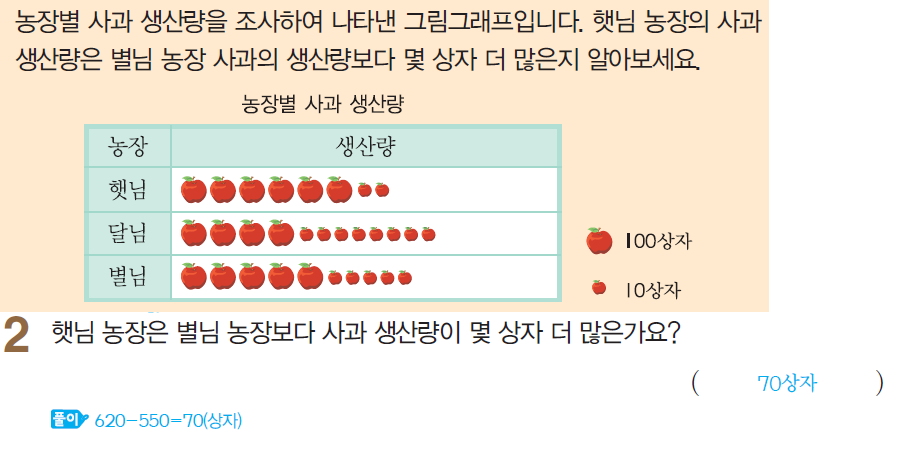 농장별 사과 생산량을 조사하여 나타낸 그림그래프입니다. 햇님 농장의 사과
생산량은 별님 농장 사과의 생산량보다 몇 상자 더 많은지 알아보세요.
농장별 사과 생산량
농장 생산량
햇님
달님
별님
100상자
10상자
2 햇님 농장은 별님 농장보다 사과 생산량이 몇 상자 더 많은가요?
( 70상자 )
풀이 620-550=70(상자)